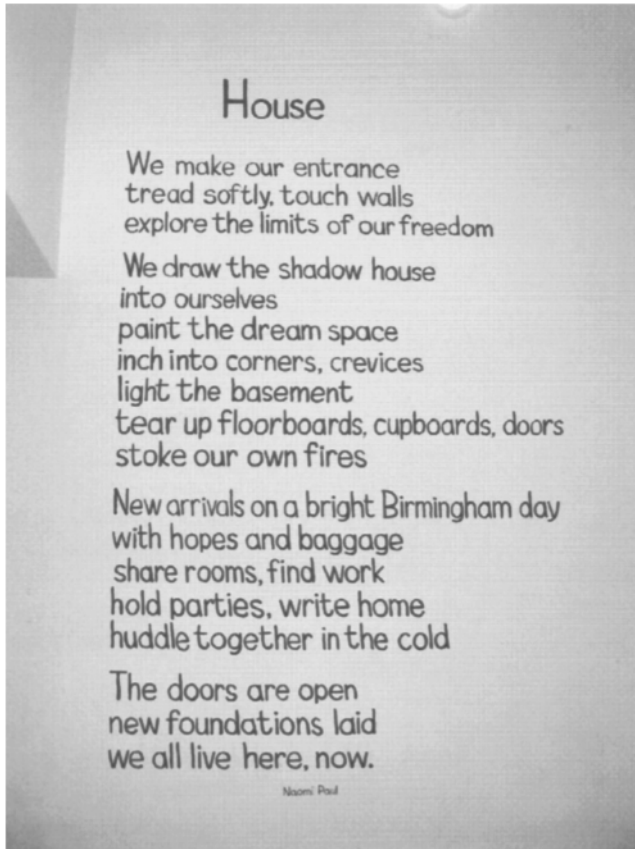 House
We make our entrance
tread softly, touch walls
explore the limits of our freedom
We draw the shadow house
into ourselves
paint the dream space
inch into corners, crevices
light the basement
tear up floorboards, cupboards, doors
stoke our own fires
New arrivals on a bright Birmingham day
with hopes and baggage
share rooms, find work
hold parties, write home
huddle together in the cold
The doors are open
new foundations laid
we all live here, now.
Naomi Paul